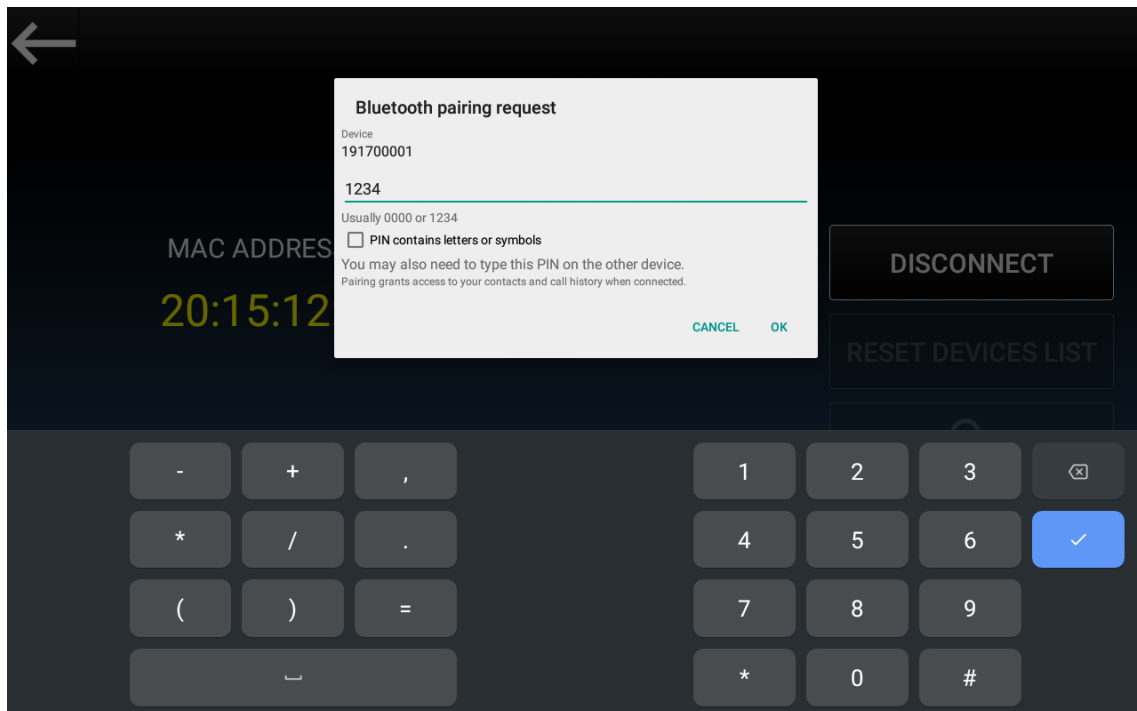 Bluetooth pairing request
Device
191700001
1234
Usually 0000 or 1234
PIN contains letters or symbols
You may also need to type this PIN on the other device.
Pairing grants access to your contacts and call history when connected.
CANCEL OK
MAC ADDRES
20:15:12
DISCONNECT
RESET DEVICES LIST
- + , 1 2 3
* / . 4 5 6
( ) = 7 8 9
* 0 #